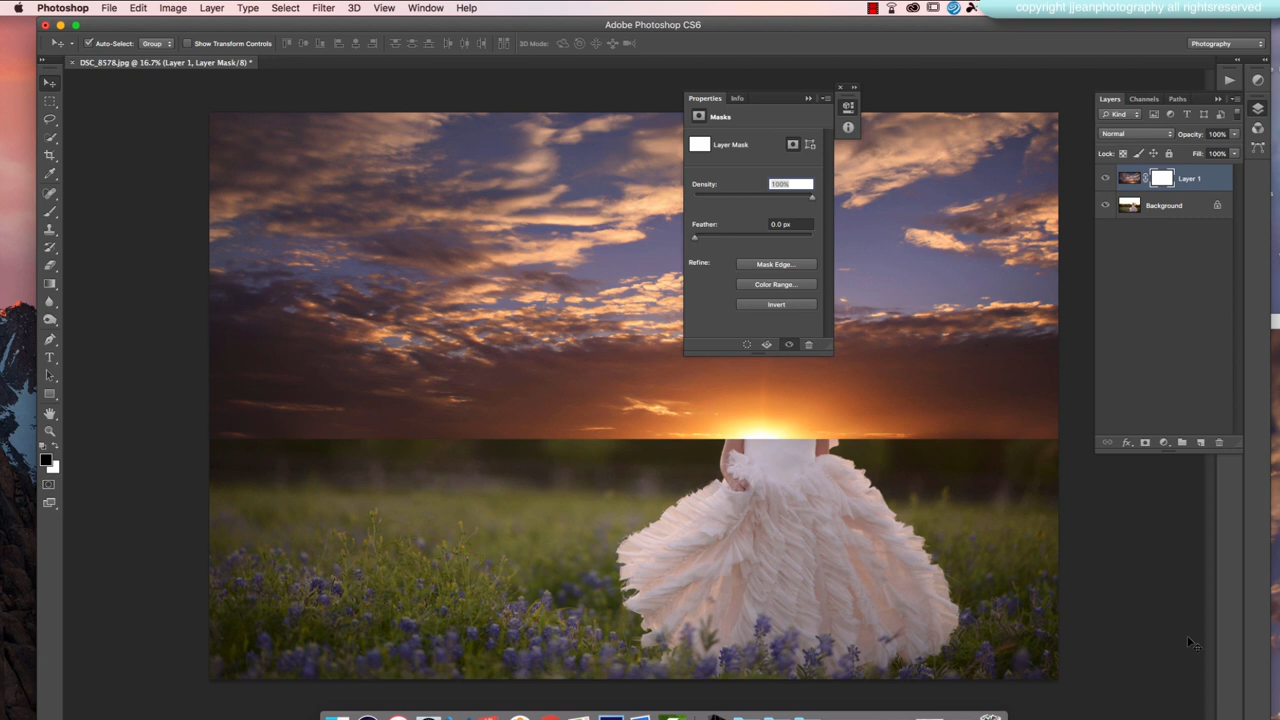 Photoshop File Edit Image Layer Type Select Filter 3D View Window Help
copyright jjeanphotography all rightsreserved
Adobe Photoshop CS6
Auto-Select: Group Show Transform Controls 3D Mode: Photography
× DSC_8578.jpg @ 16.7% (Layer 1, Layer Mask/8) *
Properties Info
Masks
Layer Mask
Density: 100%
Feather: 0.0 px
Refine: Mask Edge...
Color Range...
Invert
Layers Channels Paths
Kind
Normal Opacity: 100%
Lock: Fill: 100%
Layer 1
Background